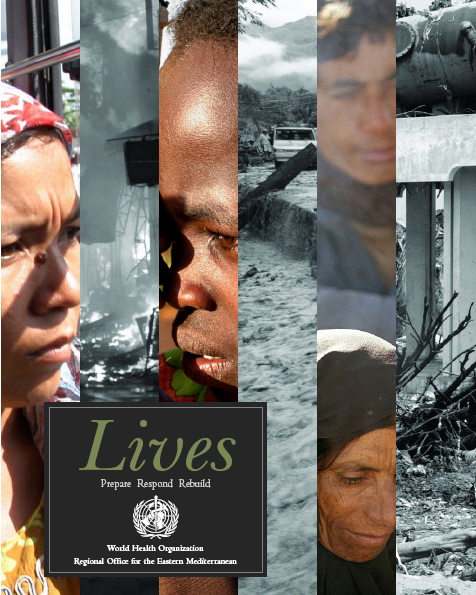 Lives
Prepare Respond Rebuild
World Health Organization
Regional Office for the Eastern Mediterranean